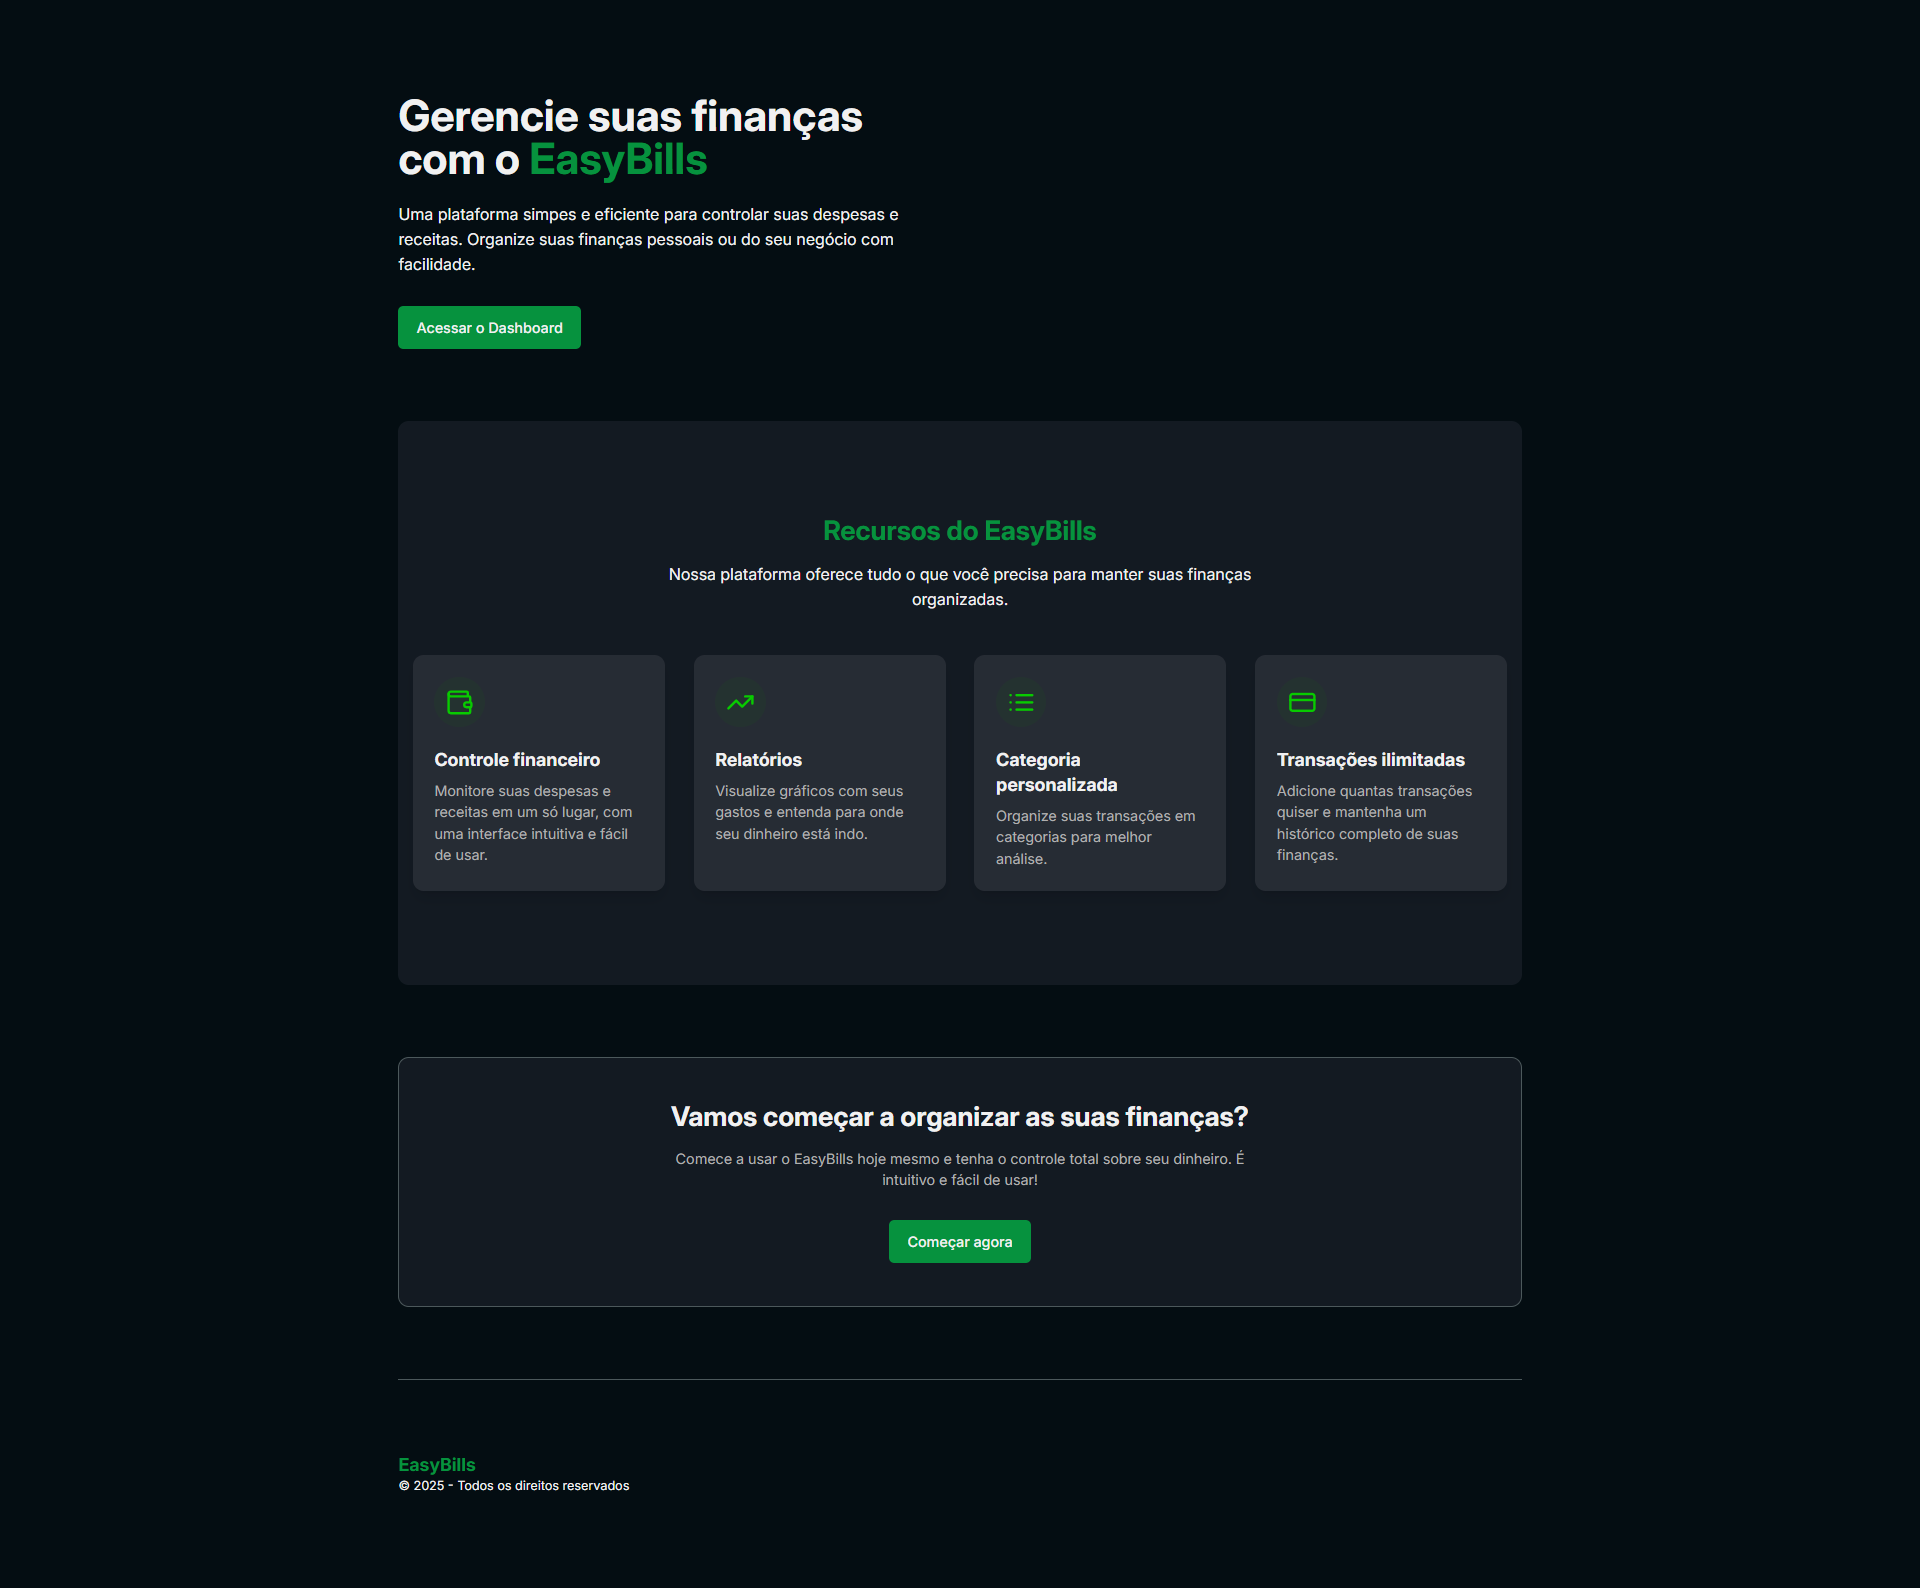 Gerencie suas finanças
com o EasyBills
Uma plataforma simpes e eficiente para controlar suas despesas e
receitas. Organize suas finanças pessoais ou do seu negócio com
facilidade.
Acessar o Dashboard
Recursos do EasyBills
Nossa plataforma oferece tudo o que você precisa para manter suas finanças
organizadas.
Controle financeiro
Monitore suas despesas e
receitas em um só lugar, com
uma interface intuitiva e fácil
de usar.
Relatórios
Visualize gráficos com seus
gastos e entenda para onde
seu dinheiro está indo.
Categoria
personalizada
Organize suas transações em
categorias para melhor
análise.
Transações ilimitadas
Adicione quantas transações
quiser e mantenha um
histórico completo de suas
finanças.
Vamos começar a organizar as suas finanças?
Comece a usar o EasyBills hoje mesmo e tenha o controle total sobre seu dinheiro. É
intuitivo e fácil de usar!
Começar agora
EasyBills
© 2025 - Todos os direitos reservados